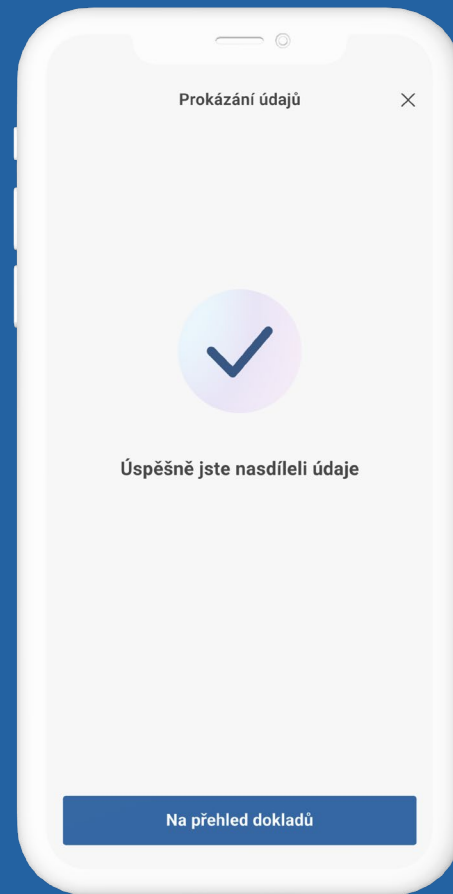 Prokázání údajů
Úspěšně jste nasdíleli údaje
Na přehled dokladů